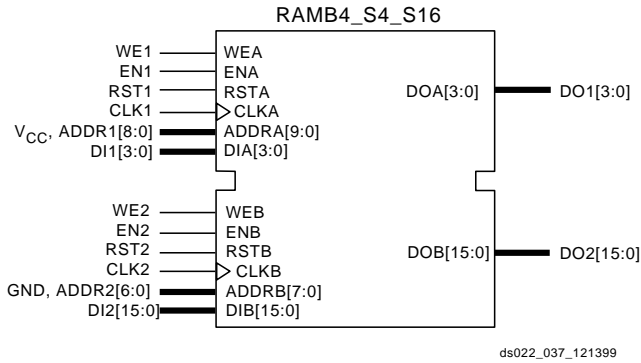 RAMB4_S4_S16
WE1 WEA
EN1 ENA
RST1 RSTA DOA[3:0] DO1[3:0]
CLK1 CLKA
VCC, ADDR1[8:0] ADDRA[9:0]
DI1[3:0] DIA[3:0]
WE2 WEB
EN2 ENB
RST2 RSTB DOB[15:0] DO2[15:0]
CLK2 CLKB
GND, ADDR2[6:0] ADDRB[7:0]
DI2[15:0] DIB[15:0]
ds022_037_121399